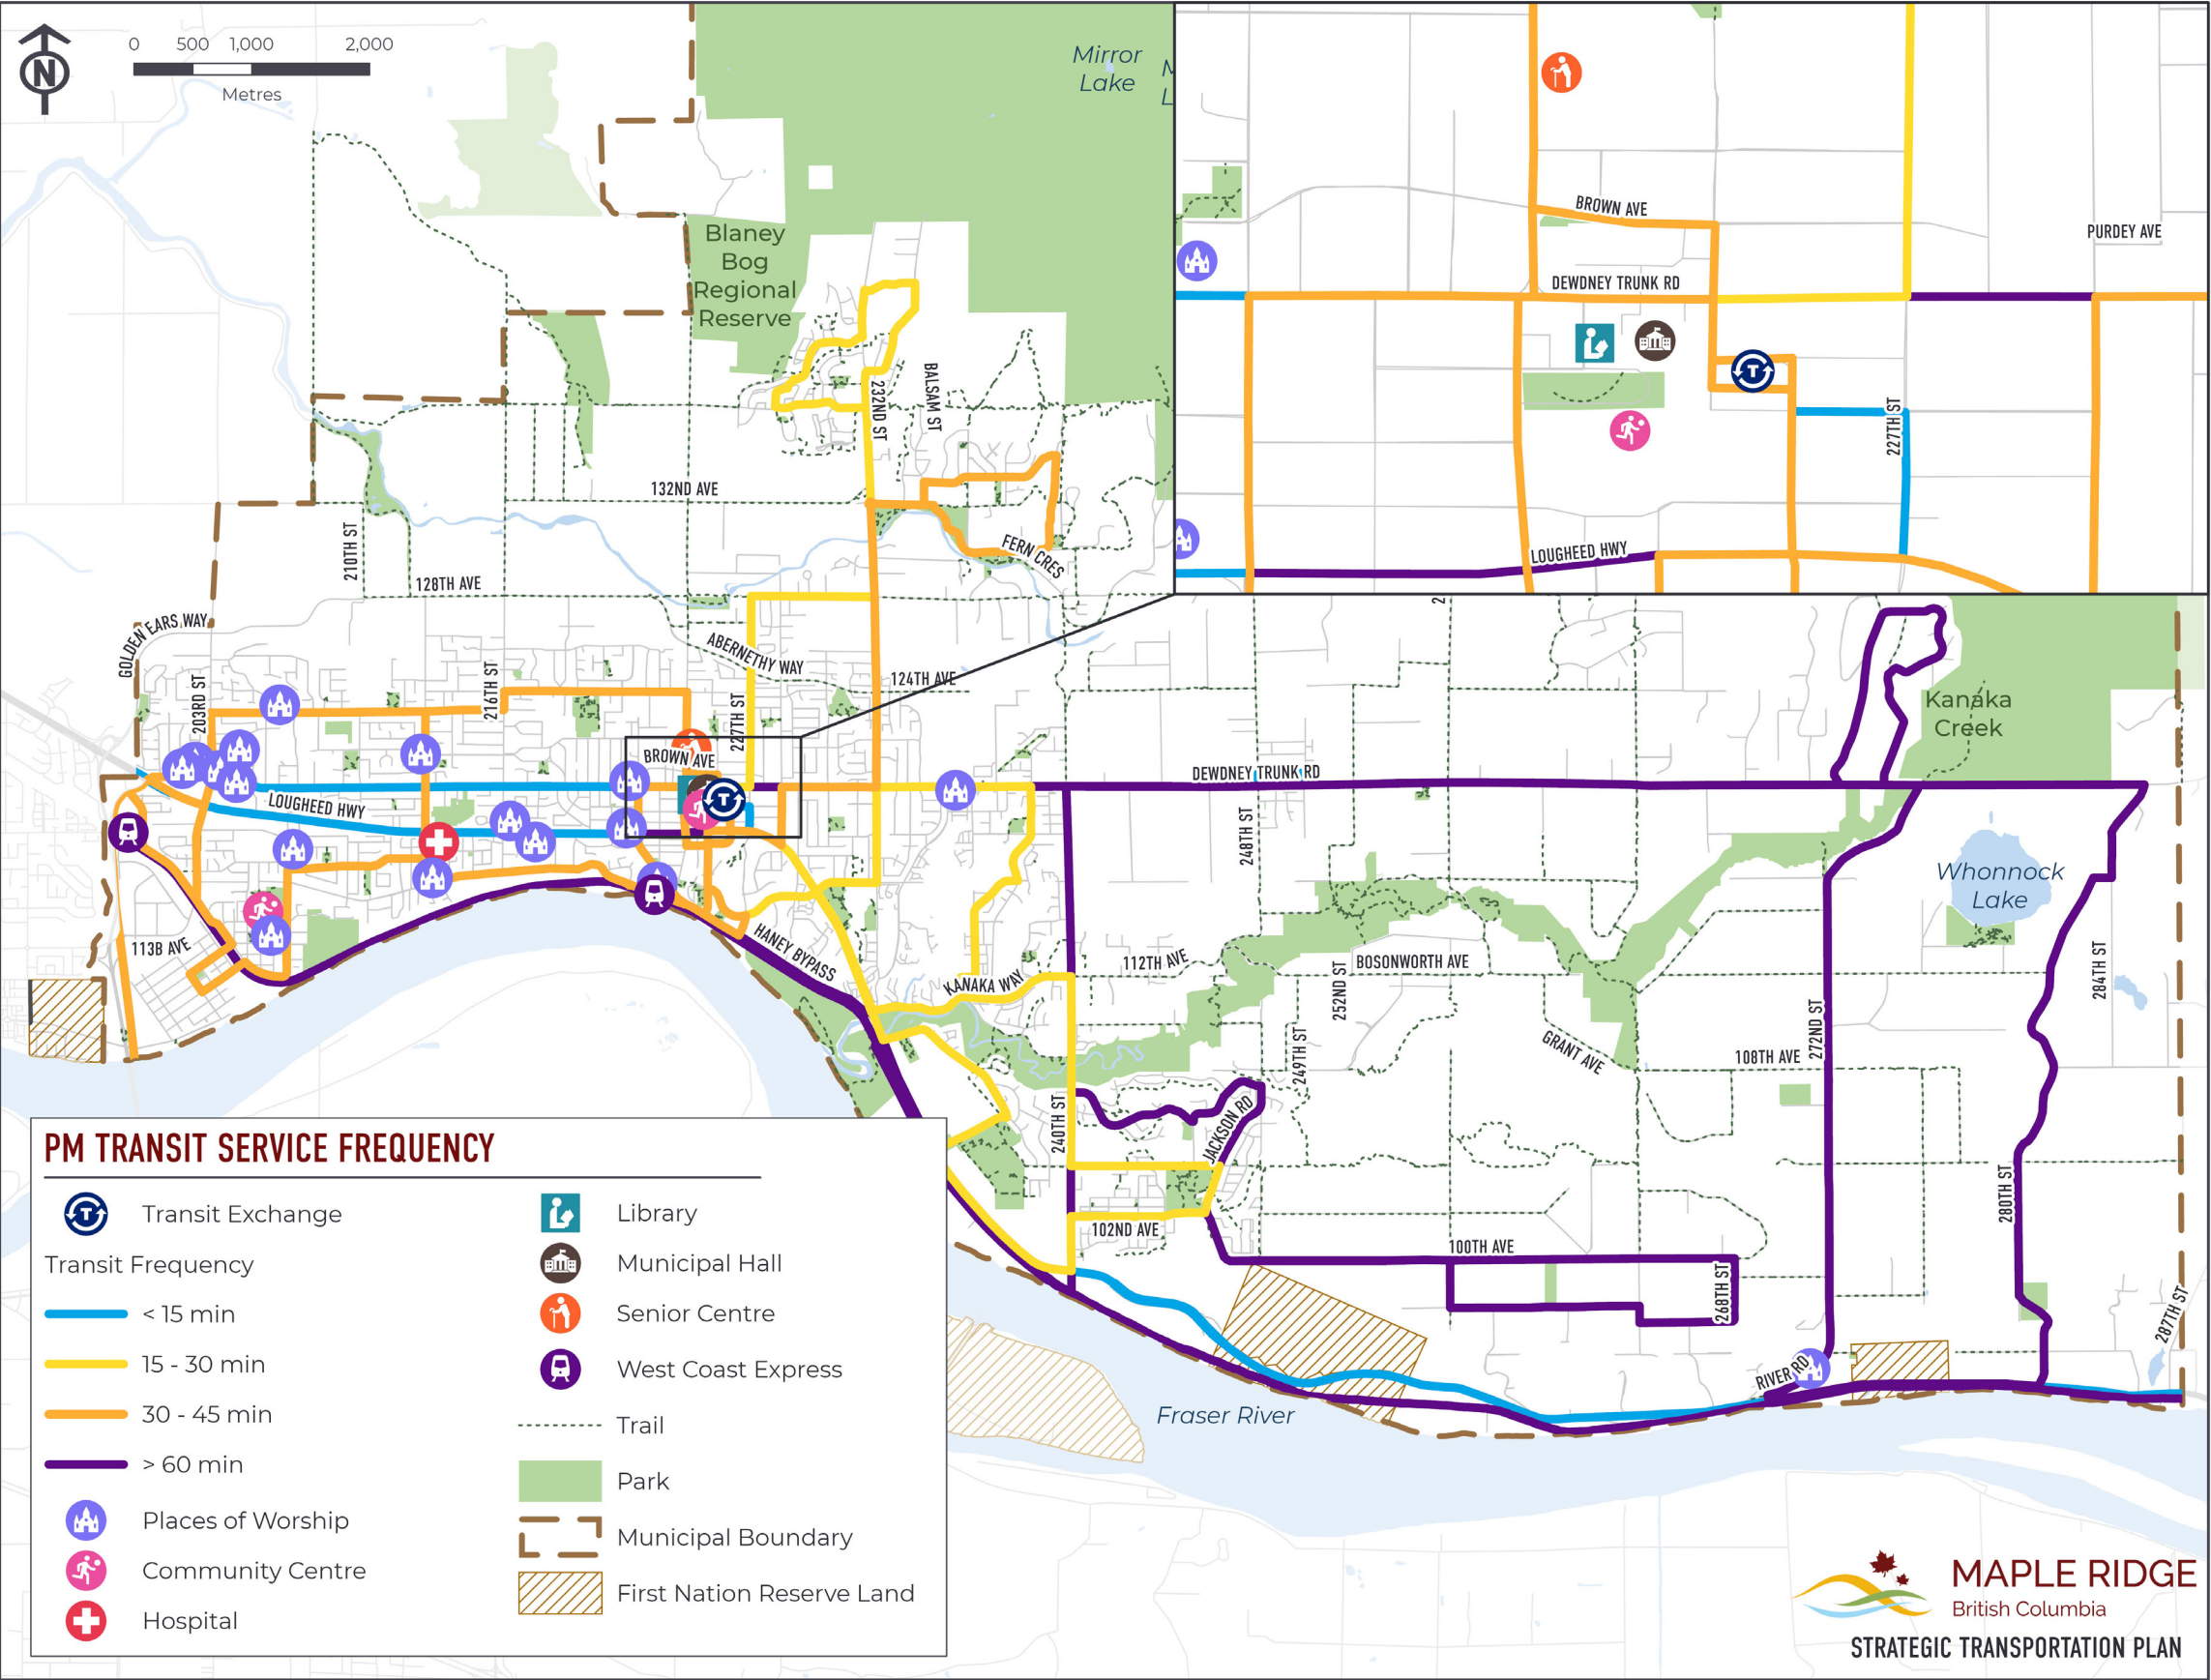 N
0 500 1,000 2,000
Metres
Mirror
Lake
M
L
Blaney
Bog
Regional
Reserve
BROWN AVE
PURDEY AVE
DEWDNEY TRUNK RD
227TH ST
LOUGHEED HWY
T
232ND ST
BALSAM ST
132ND AVE
210TH ST
FERN CRES
128TH AVE
GOLDEN EARS WAY
ABERNETHY WAY
124TH AVE
203RD ST
216TH ST
227TH ST
BROWN AVE
T
LOUGHEED HWY
DEWDNEY TRUNK RD
2
Kanaka
Creek
248TH ST
Whonnock
Lake
113B AVE
HANEY BYPASS
KANAKA WAY
112TH AVE
BOSONWORTH AVE
252ND ST
284TH ST
272ND ST
249TH ST
GRANT AVE
108TH AVE
240TH ST
JACKSON RD
280TH ST
102ND AVE
100TH AVE
268TH ST
287TH ST
RIVER RD
Fraser River
PM TRANSIT SERVICE FREQUENCY
T
Transit Exchange
Transit Frequency
< 15 min
15 - 30 min
30 - 45 min
> 60 min
Places of Worship
Community Centre
Hospital
Library
Municipal Hall
Senior Centre
West Coast Express
Trail
Park
Municipal Boundary
First Nation Reserve Land
MAPLE RIDGE
British Columbia
STRATEGIC TRANSPORTATION PLAN